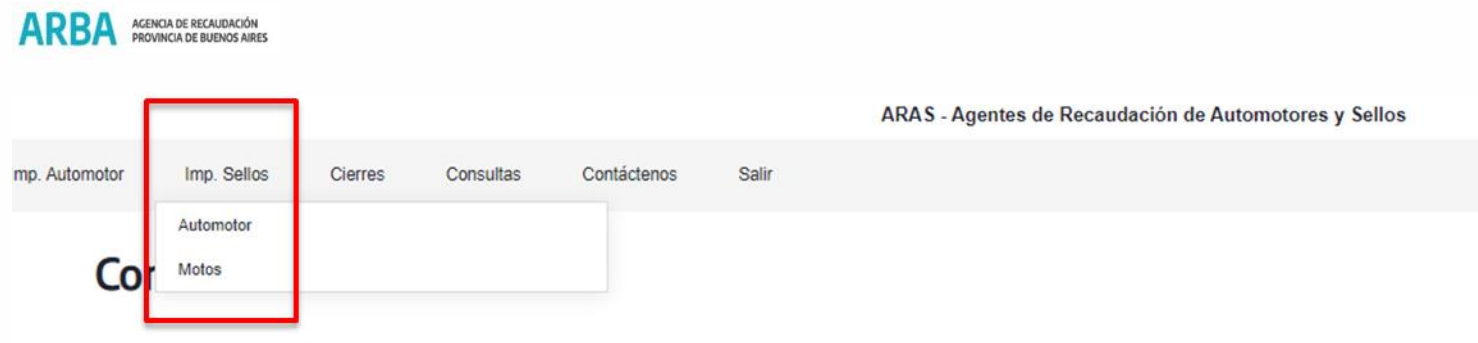 ARBA AGENCIA DE RECAUDACIÓN
PROVINCIA DE BUENOS AIRES
ARAS - Agentes de Recaudación de Automotores y Sellos
mp. Automotor Imp. Sellos Cierres Consultas Contáctenos Salir
Automotor
Motos
Cor